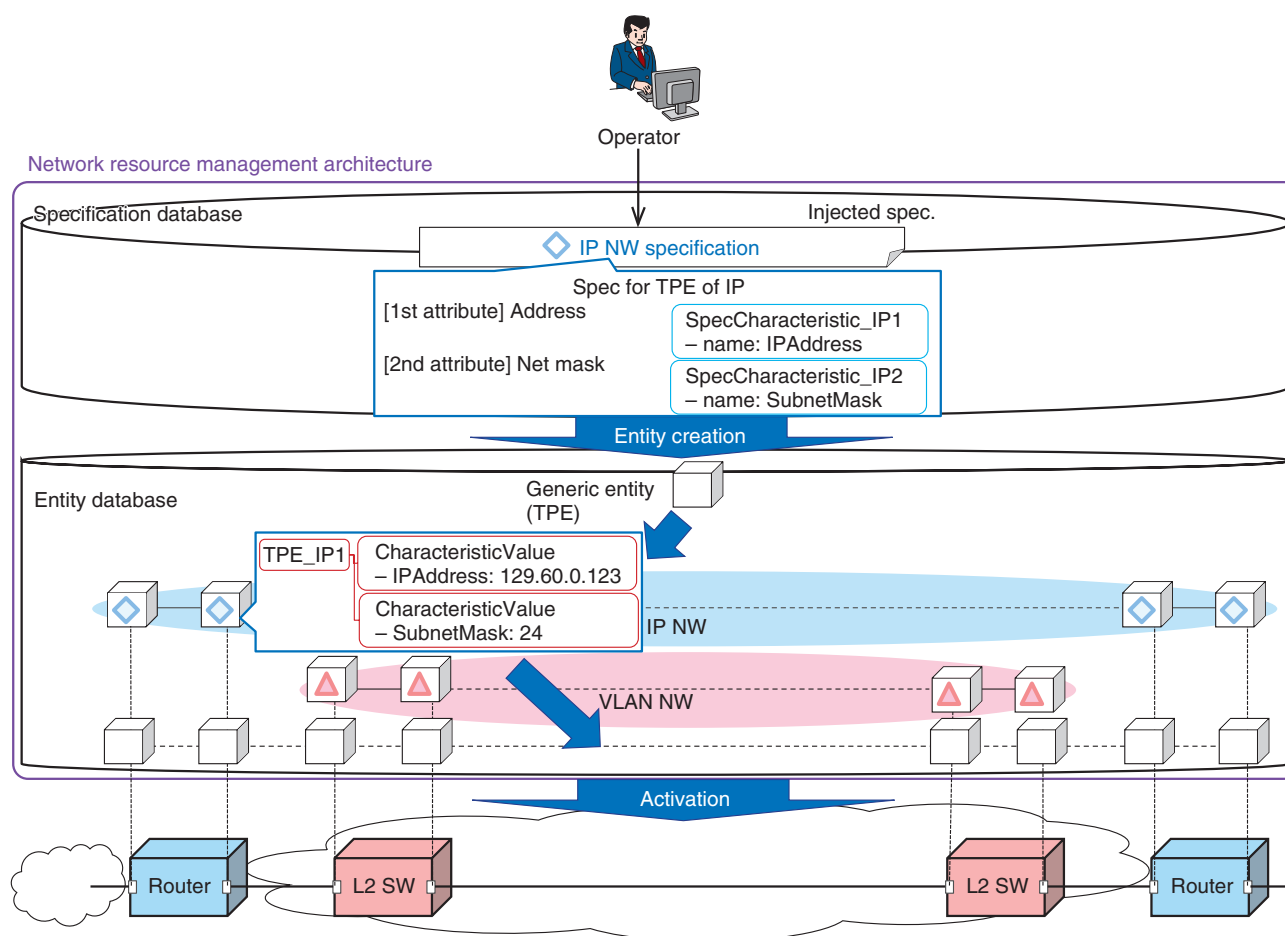 Operator
Network resource management architecture
Specification database
Injected spec.
IP NW specification
Spec for TPE of IP
[1st attribute] Address
SpecCharacteristic_IP1
– name: IPAddress
[2nd attribute] Net mask
SpecCharacteristic_IP2
– name: SubnetMask
Entity creation
Entity database
Generic entity
(TPE)
TPE_IP1
CharacteristicValue
– IPAddress: 129.60.0.123
CharacteristicValue
– SubnetMask: 24
IP NW
VLAN NW
Activation
Router
L2 SW
L2 SW
Router